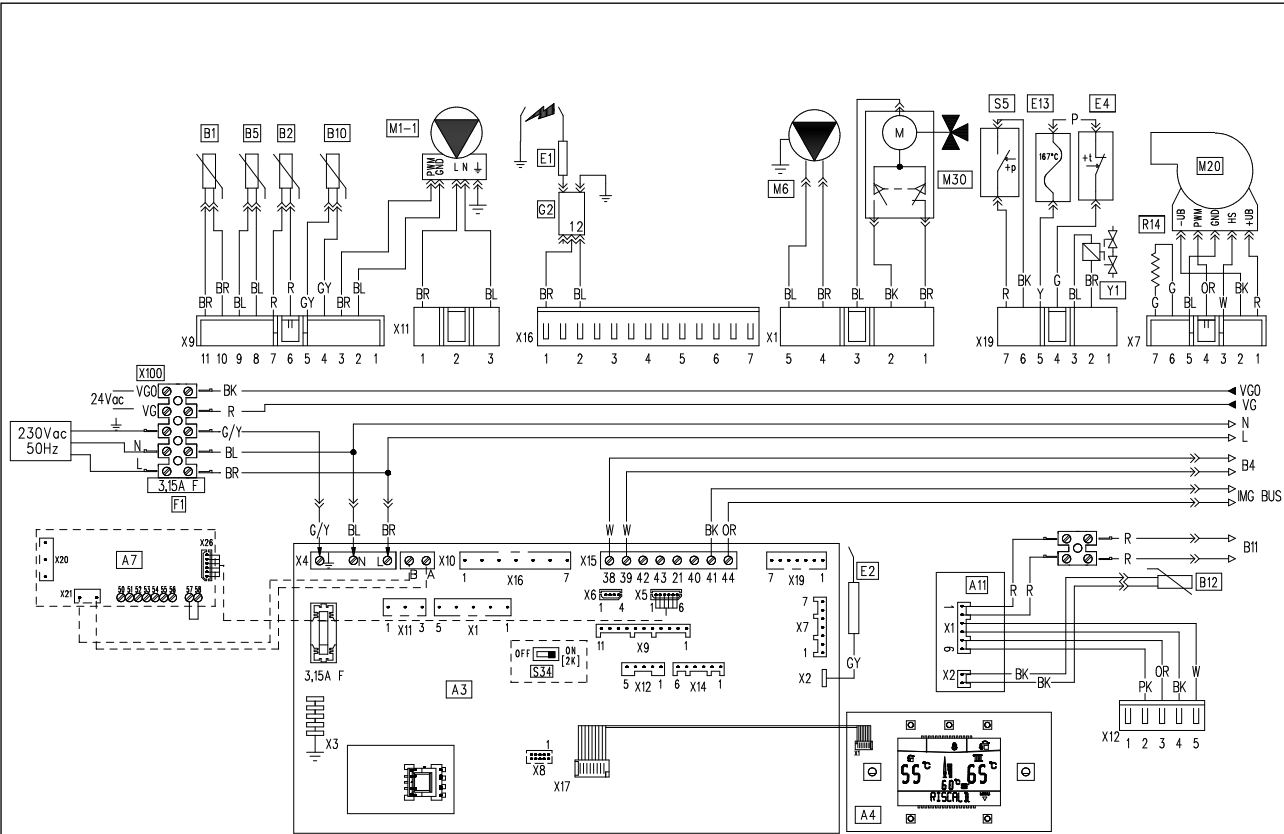 B1 B5 B2 B10 M1-1 E1 G2 M6 M M30 S5 E13 E4 M20
PWM GND L N
1 2
+p 167°C P +t
R14 -UB PWM GND HS +UB
Y1
BR BR BL BL R R GY GY BR BL
BR BL
BR BL
BL BR BL BK BR
R BK Y G BL BR
G G BL OR W BK R
X9 11 10 9 8 7 6 5 4 3 2 1
X11 1 2 3
X16 1 2 3 4 5 6 7
X1 5 4 3 2 1
X19 7 6 5 4 3 2 1
X7 7 6 5 4 3 2 1
X100
24Vac VG0 BK VG0
VG R VG
G/Y N
230Vac 50Hz N BL L
L BR
3,15A F
F1
B4
IMG BUS
G/Y BL BR W W BK OR
X20 A7 X26
X21 50 51 52 53 54 55 56 57 58
X4 N L B A X10 1 X16 7
X15 38 39 42 43 21 40 41 44
7 X19 1
R R B11
X6 1 4 X5 1 6
1 X11 3 5 X1 1
11 X9 1
7 X7 1
E2
GY
X2
OFF ON [2K]
S34
5 X12 1 6 X14 1
3,15A F
A3
X3
1 X8
X17
A11
1 X1 6
X2
R R
BK BK
B12
PK OR BK W
X12 1 2 3 4 5
X1
55°C 60°C 65°C
RISCALD
MENU
A4